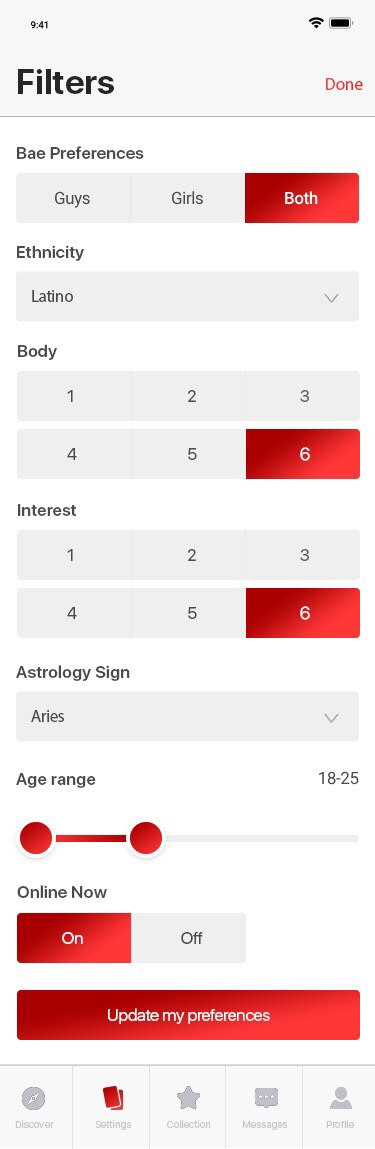 9:41
Filters
Done
Bae Preferences
Guys Girls Both
Ethnicity
Latino
Body
1 2 3
4 5 6
Interest
1 2 3
4 5 6
Astrology Sign
Aries
Age range 18-25
Online Now
On Off
Update my preferences
Discover Settings Collection Messages Profile